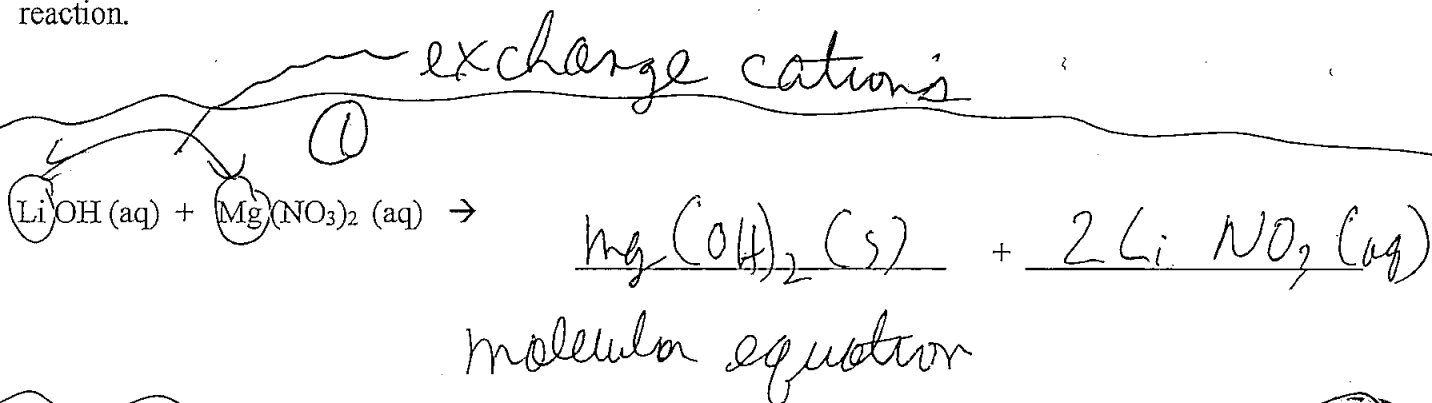 reaction.
exchange cations
①
LiOH (aq) + Mg(NO₃)₂ (aq) → Mg(OH)₂ (s) + 2 Li NO₃ (aq)
molecular equation